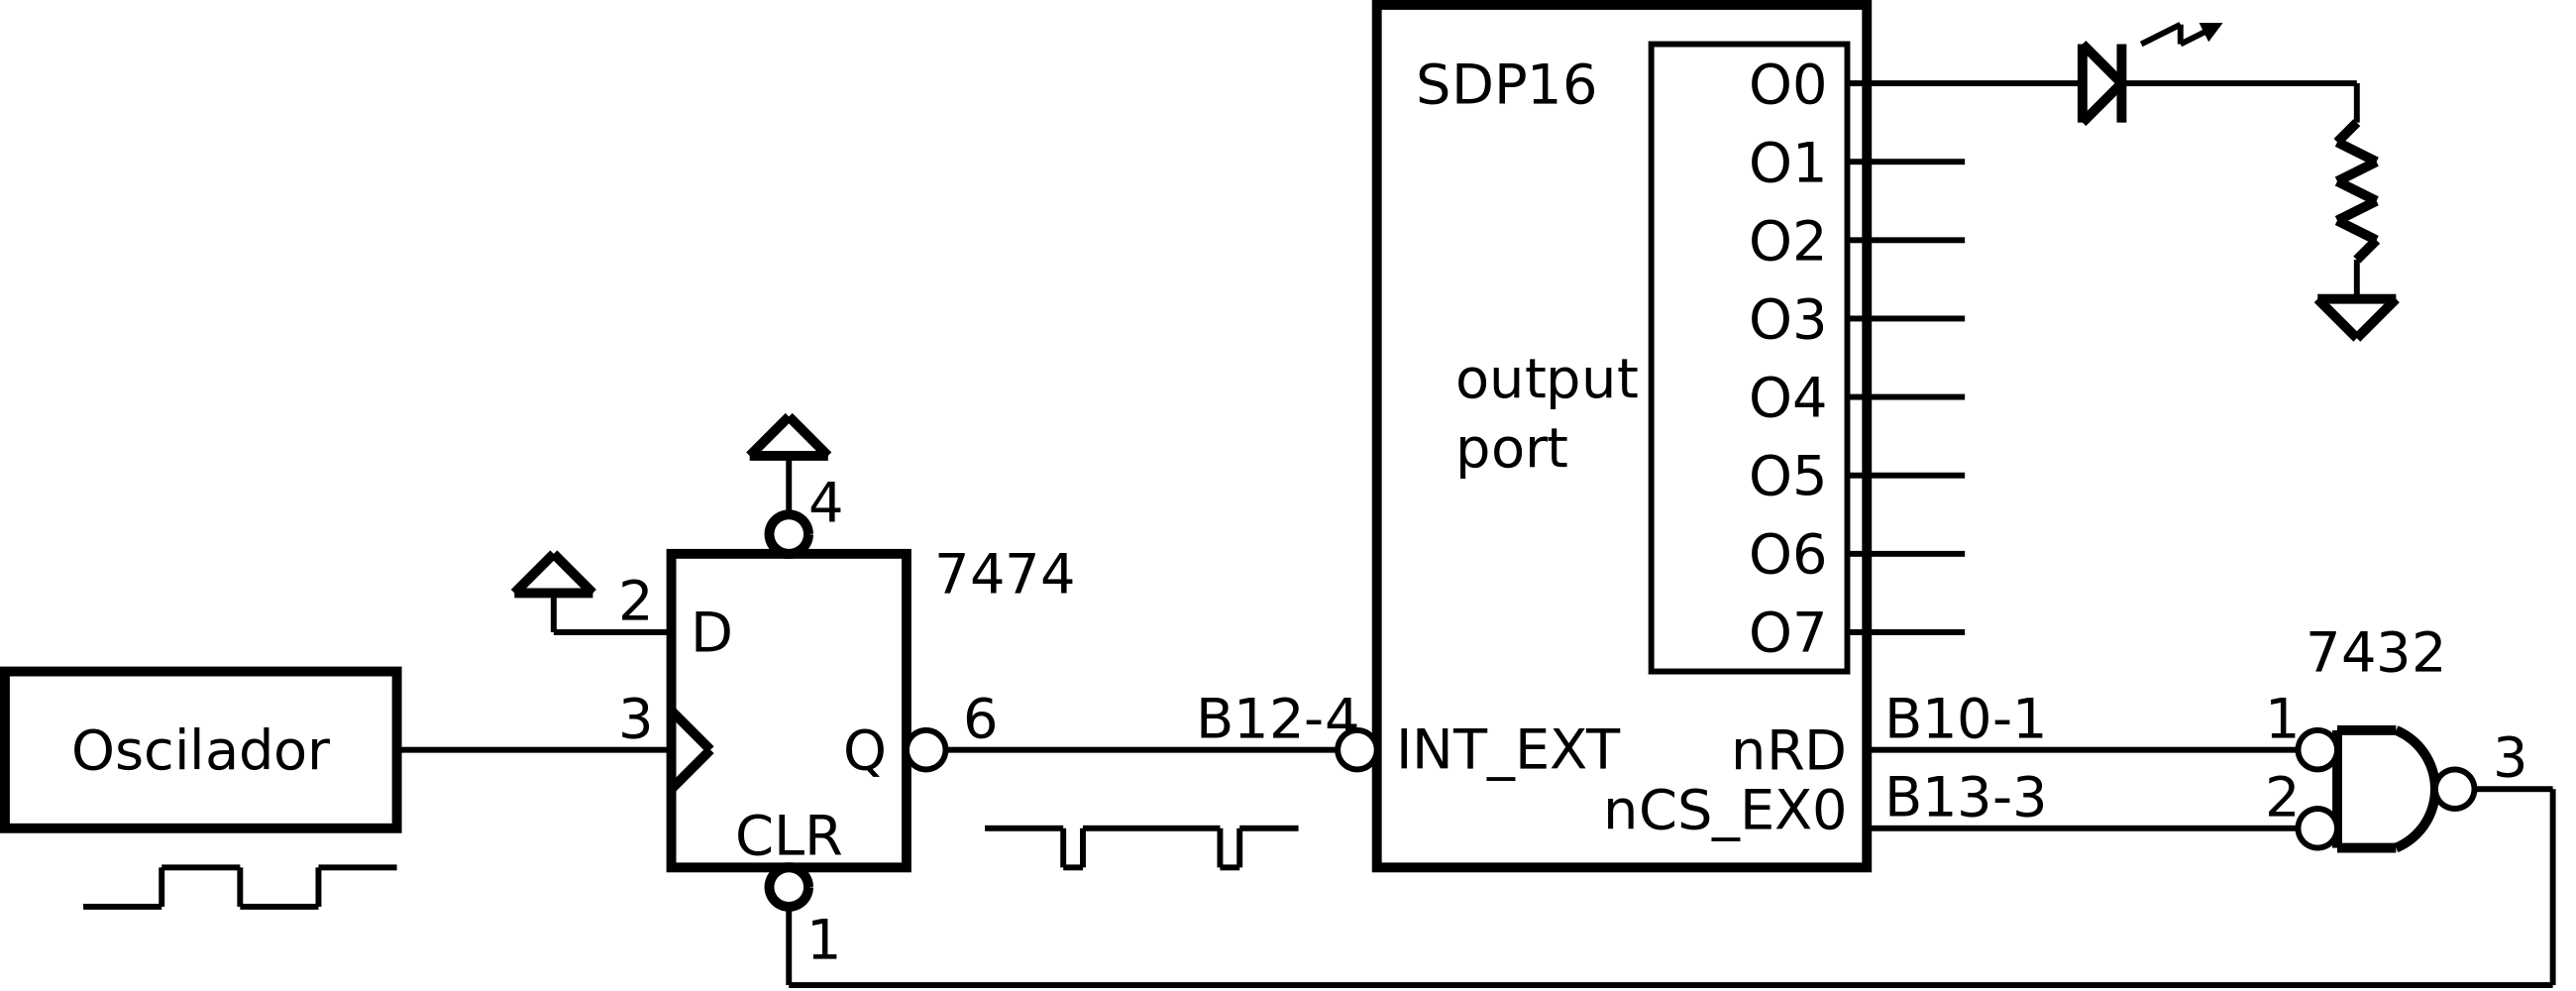 SDP16
O0
O1
O2
O3
output
O4
port
O5
4
O6
7474
2
D
O7
7432
Oscilador
3
Q
6
B12-4
INT_EXT
nRD
B10-1
1
3
nCS_EX0
B13-3
2
CLR
1